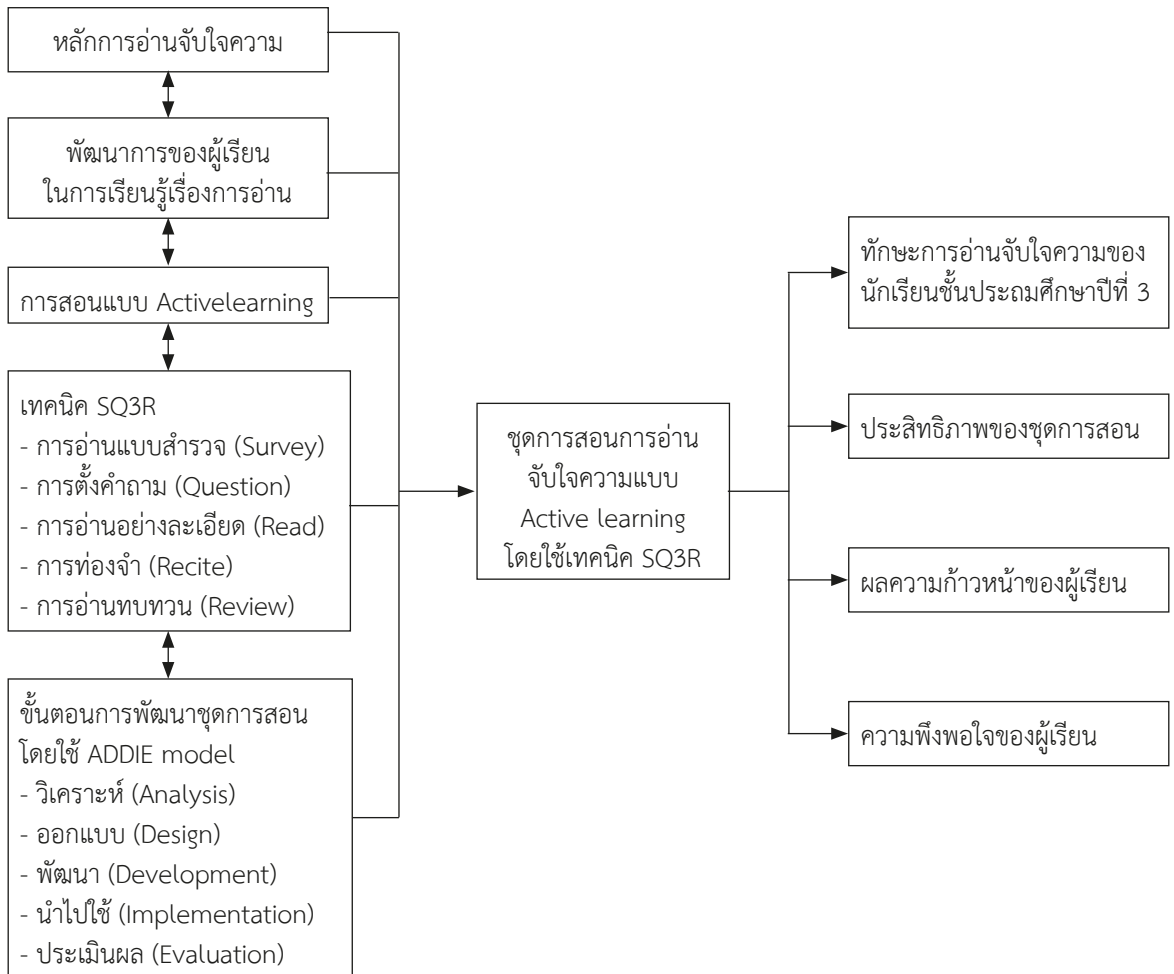 หลักการอ่านจับใจความ
พัฒนาการของผู้เรียน
ในการเรียนรู้เรื่องการอ่าน
การสอนแบบ Activelearning
เทคนิค SQ3R
- การอ่านแบบสำรวจ (Survey)
- การตั้งคำถาม (Question)
- การอ่านอย่างละเอียด (Read)
- การท่องจำ (Recite)
- การอ่านทบทวน (Review)
ขั้นตอนการพัฒนาชุดการสอน
โดยใช้ ADDIE model
- วิเคราะห์ (Analysis)
- ออกแบบ (Design)
- พัฒนา (Development)
- นำไปใช้ (Implementation)
- ประเมินผล (Evaluation)
ชุดการสอนการอ่าน
จับใจความแบบ
Active learning
โดยใช้เทคนิค SQ3R
ทักษะการอ่านจับใจความของ
นักเรียนชั้นประถมศึกษาปีที่ 3
ประสิทธิภาพของชุดการสอน
ผลความก้าวหน้าของผู้เรียน
ความพึงพอใจของผู้เรียน